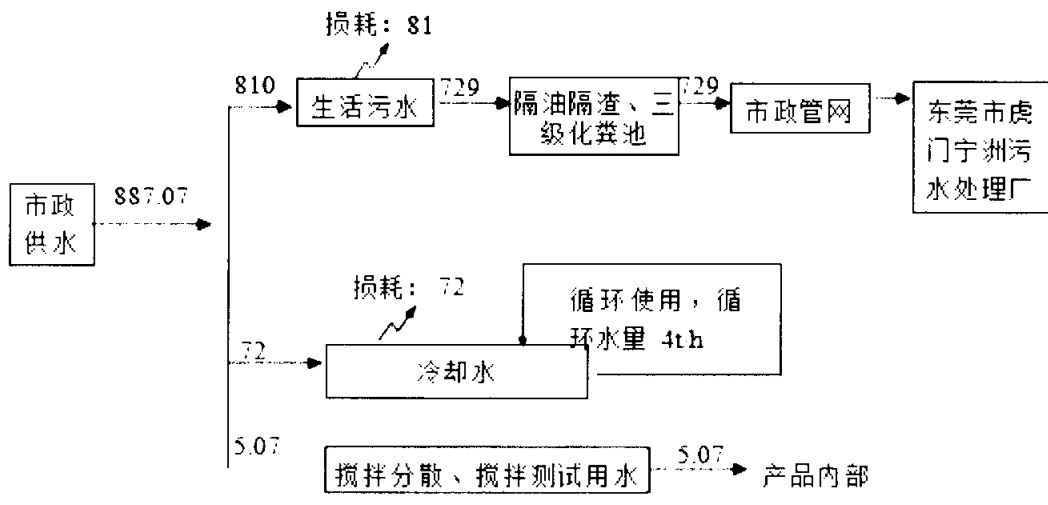 损耗：81
810
生活污水
729
隔油隔渣、三
级化粪池
729
市政管网
东莞市虎
门宁洲污
水处理厂
市政
供水
887.07
损耗：72
循环使用，循
环水量 4th
72
冷却水
5.07
搅拌分散、搅拌测试用水
5.07
产品内部